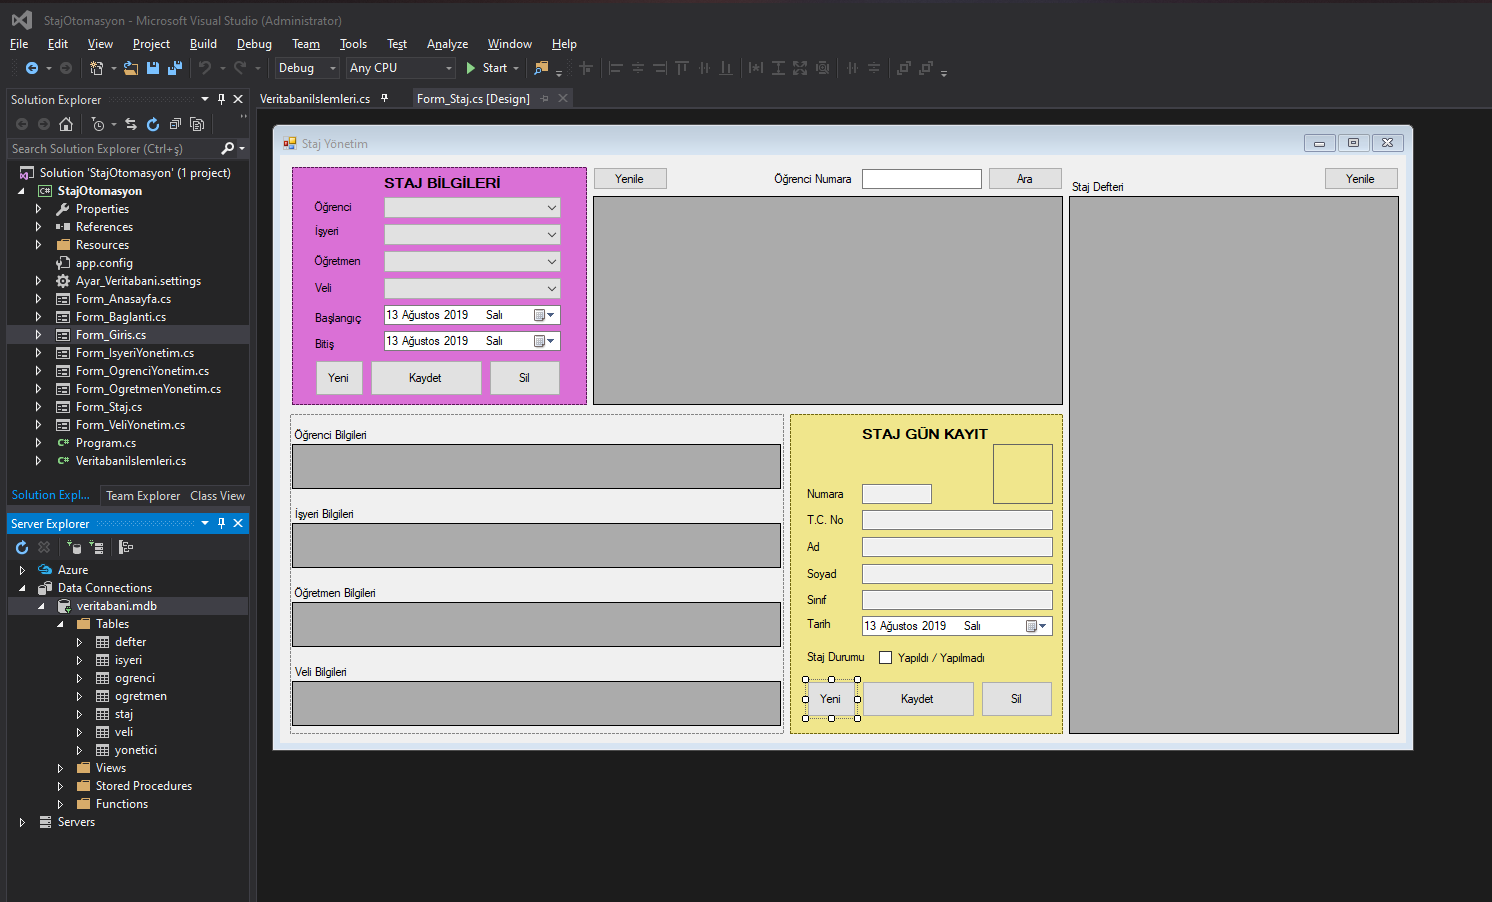 StajOtomasyon - Microsoft Visual Studio (Administrator)
File Edit View Project Build Debug Team Tools Test Analyze Window Help
Debug Any CPU Start
Solution Explorer
Search Solution Explorer (Ctrl+ş)
Solution 'StajOtomasyon' (1 project)
StajOtomasyon
Properties
References
Resources
app.config
Ayar_Veritabani.settings
Form_Anasayfa.cs
Form_Baglanti.cs
Form_Giris.cs
Form_IsyeriYonetim.cs
Form_OgrenciYonetim.cs
Form_OgretmenYonetim.cs
Form_Staj.cs
Form_VeliYonetim.cs
Program.cs
VeritabaniIslemleri.cs
Solution Expl... Team Explorer Class View
Server Explorer
Azure
Data Connections
veritabani.mdb
Tables
defter
isyeri
ogrenci
ogretmen
staj
veli
yonetici
Views
Stored Procedures
Functions
Servers
VeritabaniIslemleri.cs Form_Staj.cs [Design]
Staj Yönetim
STAJ BİLGİLERİ
Öğrenci
İşyeri
Öğretmen
Veli
Başlangıç 13 Ağustos 2019 Salı
Bitiş 13 Ağustos 2019 Salı
Yeni Kaydet Sil
Yenile Öğrenci Numara Ara
Staj Defteri Yenile
Öğrenci Bilgileri
İşyeri Bilgileri
Öğretmen Bilgileri
Veli Bilgileri
STAJ GÜN KAYIT
Numara
T.C. No
Ad
Soyad
Sınıf
Tarih 13 Ağustos 2019 Salı
Staj Durumu Yapıldı / Yapılmadı
Yeni Kaydet Sil